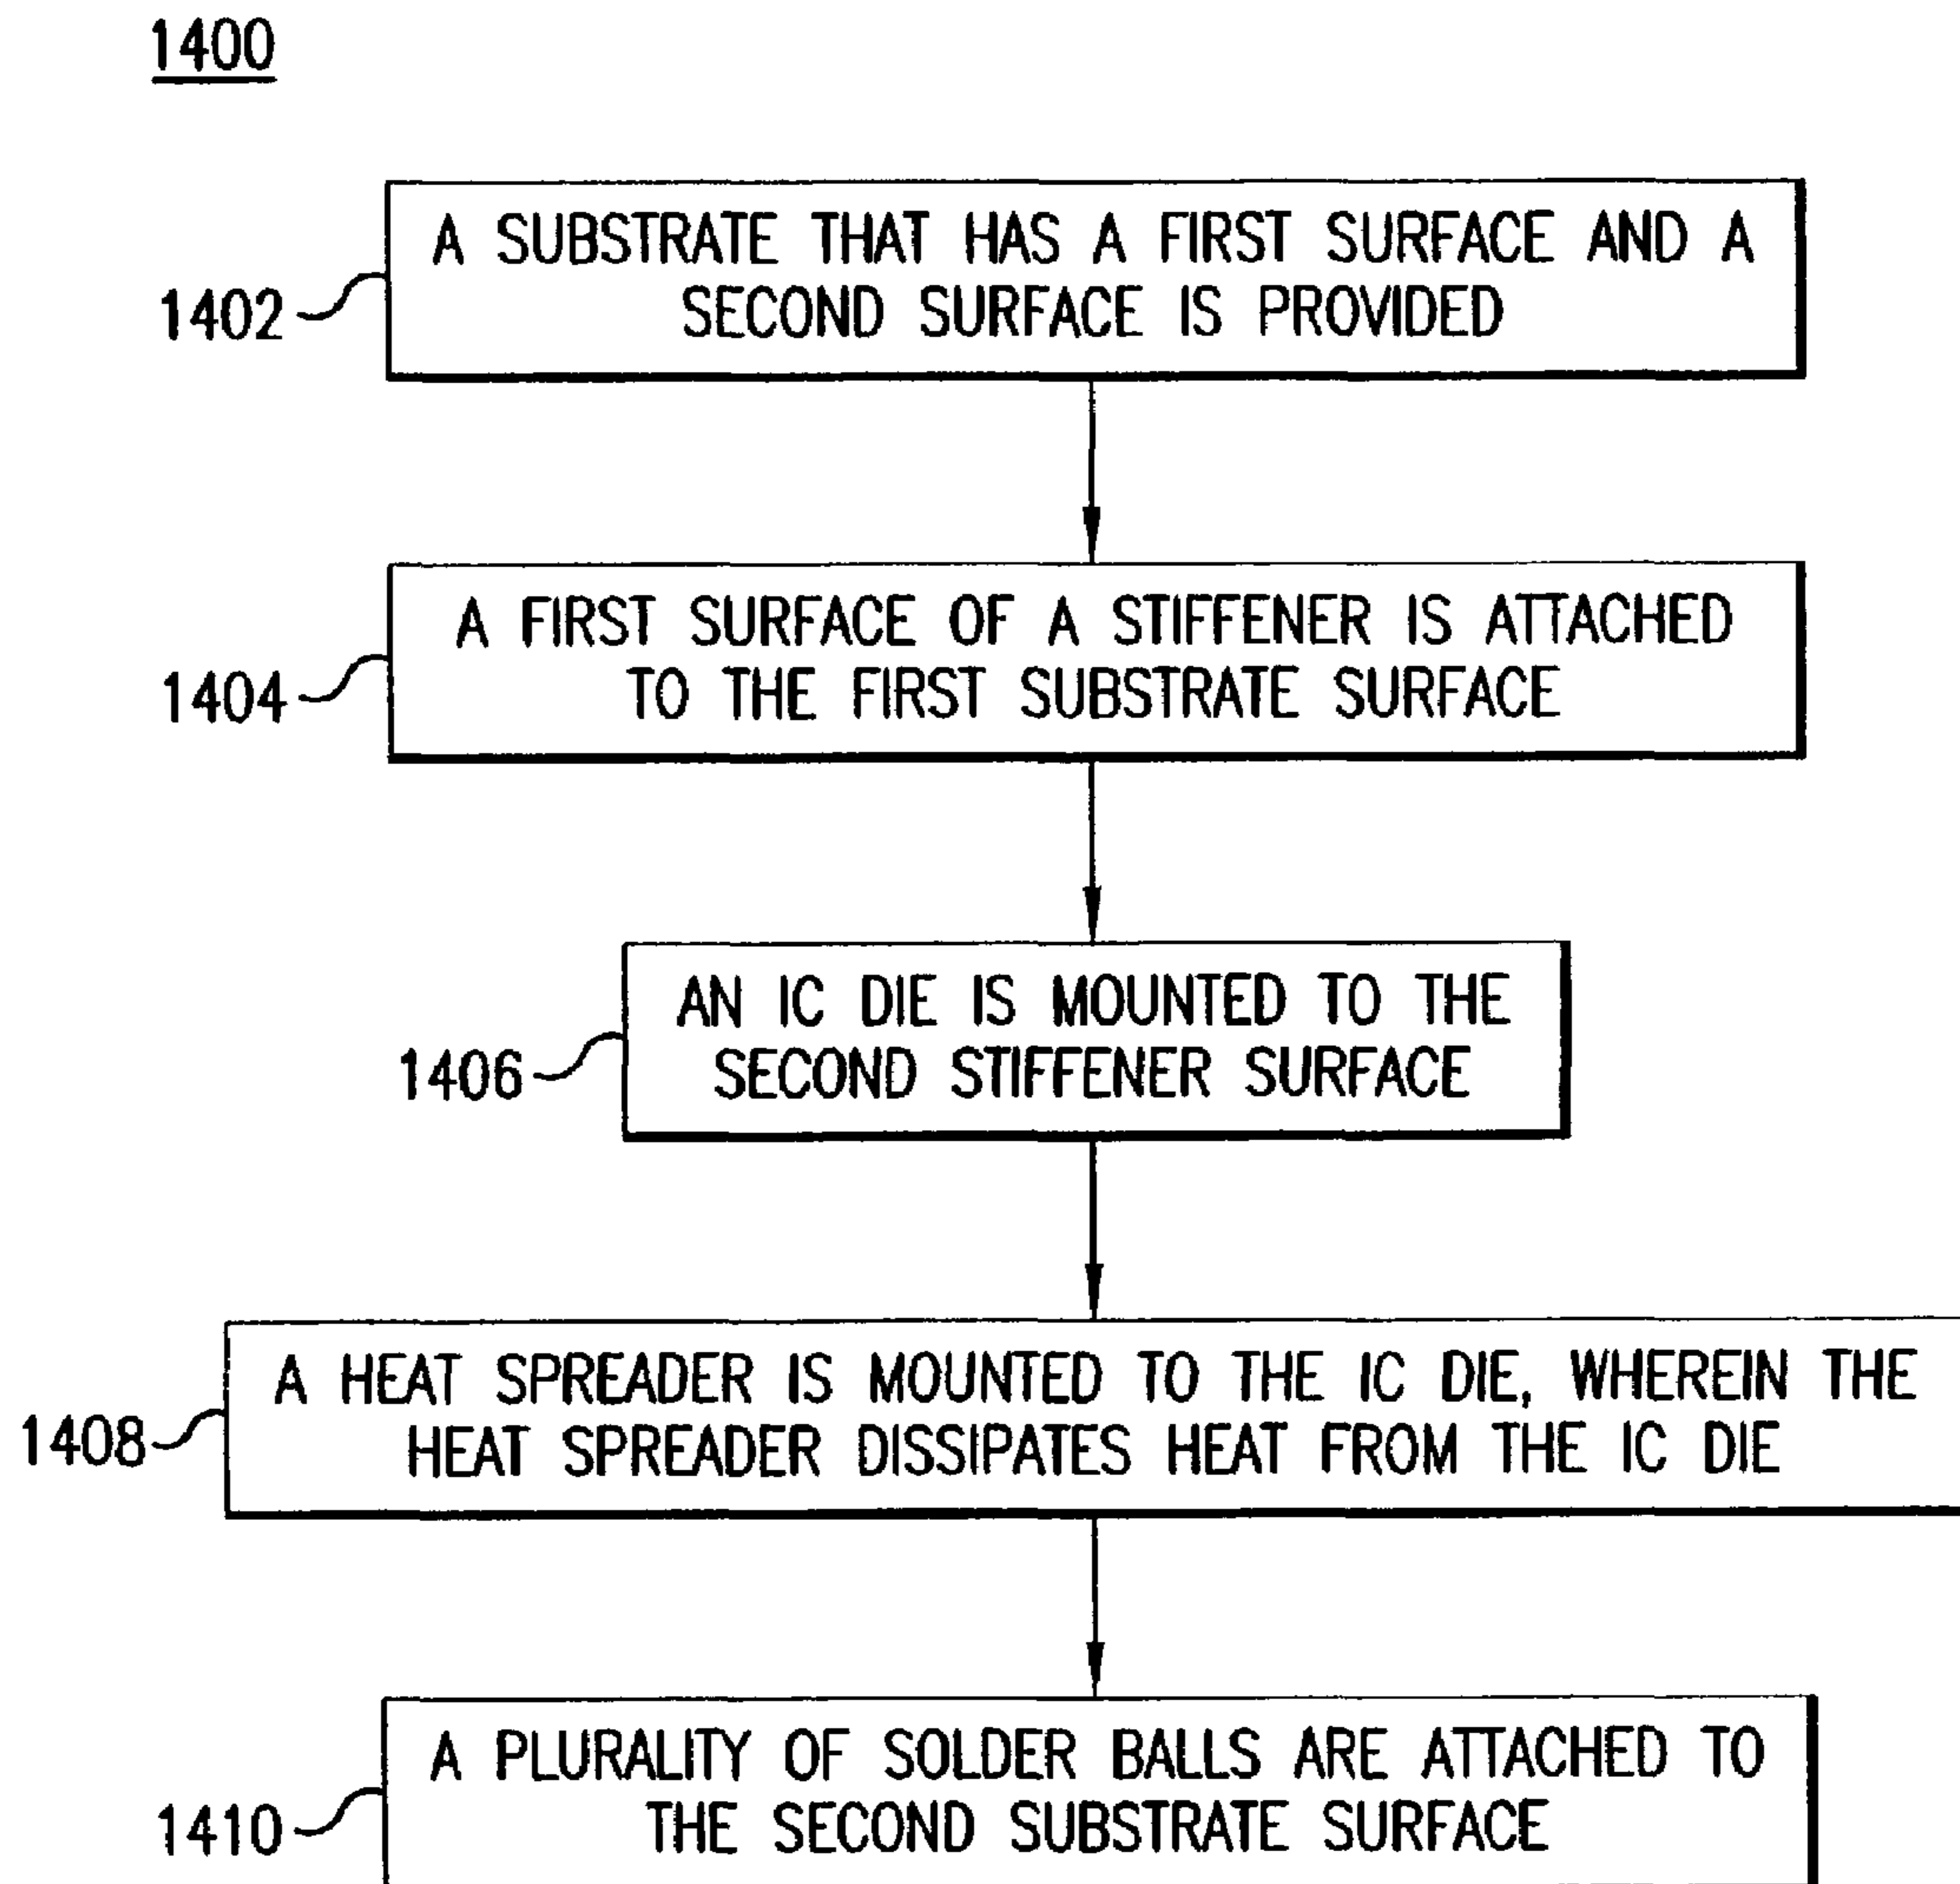 1400
A SUBSTRATE THAT HAS A FIRST SURFACE AND A
SECOND SURFACE IS PROVIDED
1402
A FIRST SURFACE OF A STIFFENER IS ATTACHED
TO THE FIRST SUBSTRATE SURFACE
1404
AN IC DIE IS MOUNTED TO THE
SECOND STIFFENER SURFACE
1406
A HEAT SPREADER IS MOUNTED TO THE IC DIE, WHEREIN THE
HEAT SPREADER DISSIPATES HEAT FROM THE IC DIE
1408
A PLURALITY OF SOLDER BALLS ARE ATTACHED TO
THE SECOND SUBSTRATE SURFACE
1410